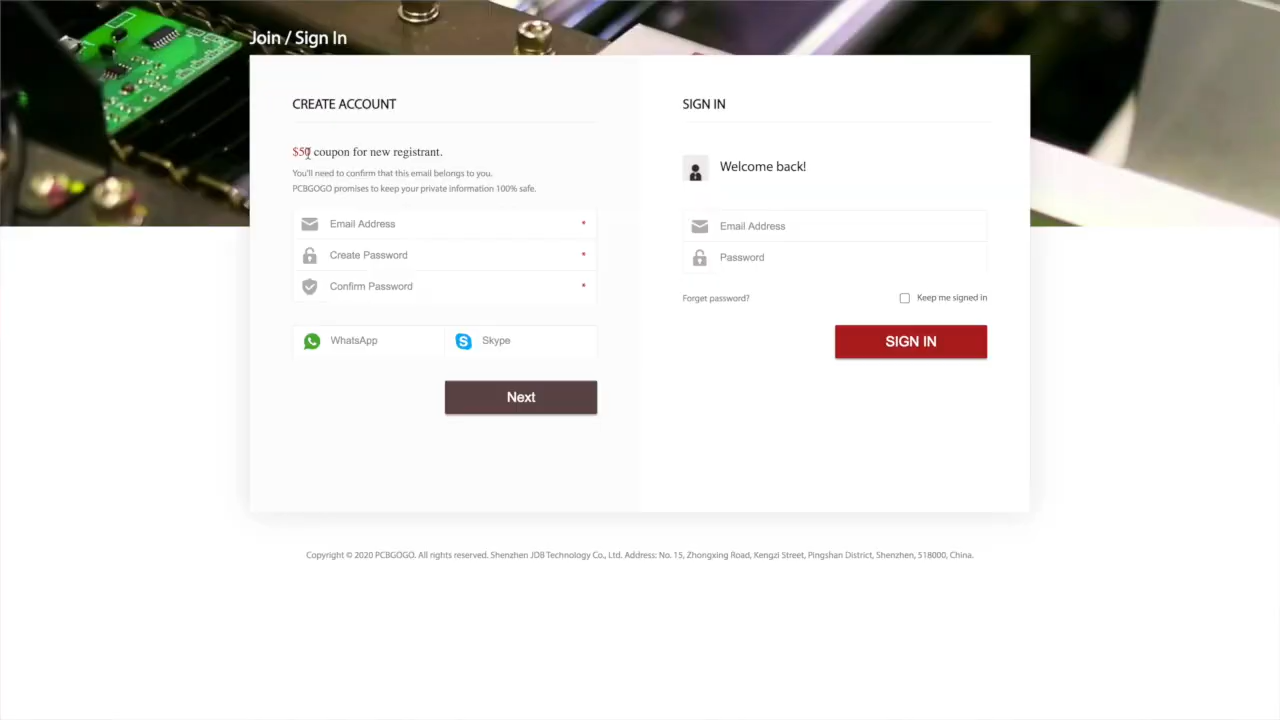 Join / Sign In
CREATE ACCOUNT
$50 coupon for new registrant.
You'll need to confirm that this email belongs to you.
PCBGOGO promises to keep your private information 100% safe.
Email Address *
Create Password *
Confirm Password *
WhatsApp
Skype
Next
SIGN IN
Welcome back!
Email Address
Password
Forget password?
Keep me signed in
SIGN IN
Copyright © 2020 PCBGOGO. All rights reserved. Shenzhen JDB Technology Co., Ltd. Address: No. 15, Zhongxing Road, Kengzi Street, Pingshan District, Shenzhen, 518000, China.